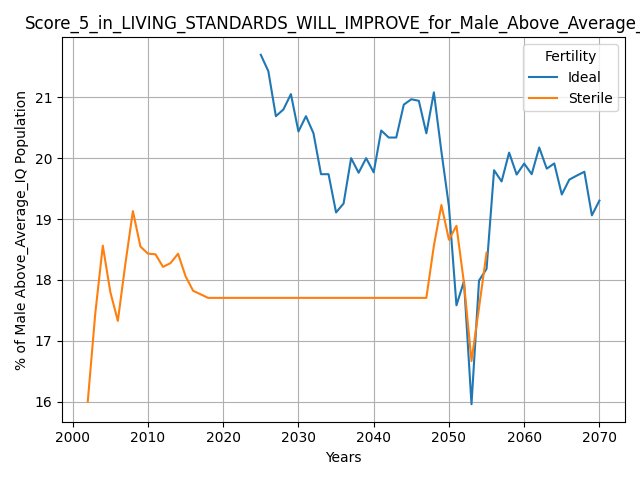 Score_5_in_LIVING_STANDARDS_WILL_IMPROVE_for_Male_Above_Average_
Fertility
Ideal
Sterile
% of Male Above_Average_IQ Population
21
20
19
18
17
16
2000 2010 2020 2030 2040 2050 2060 2070
Years